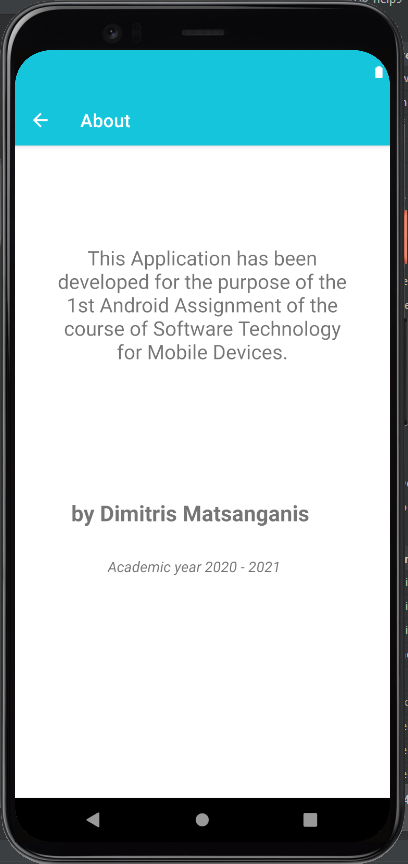 About
This Application has been
developed for the purpose of the
1st Android Assignment of the
course of Software Technology
for Mobile Devices.
by Dimitris Matsanganis
Academic year 2020 - 2021